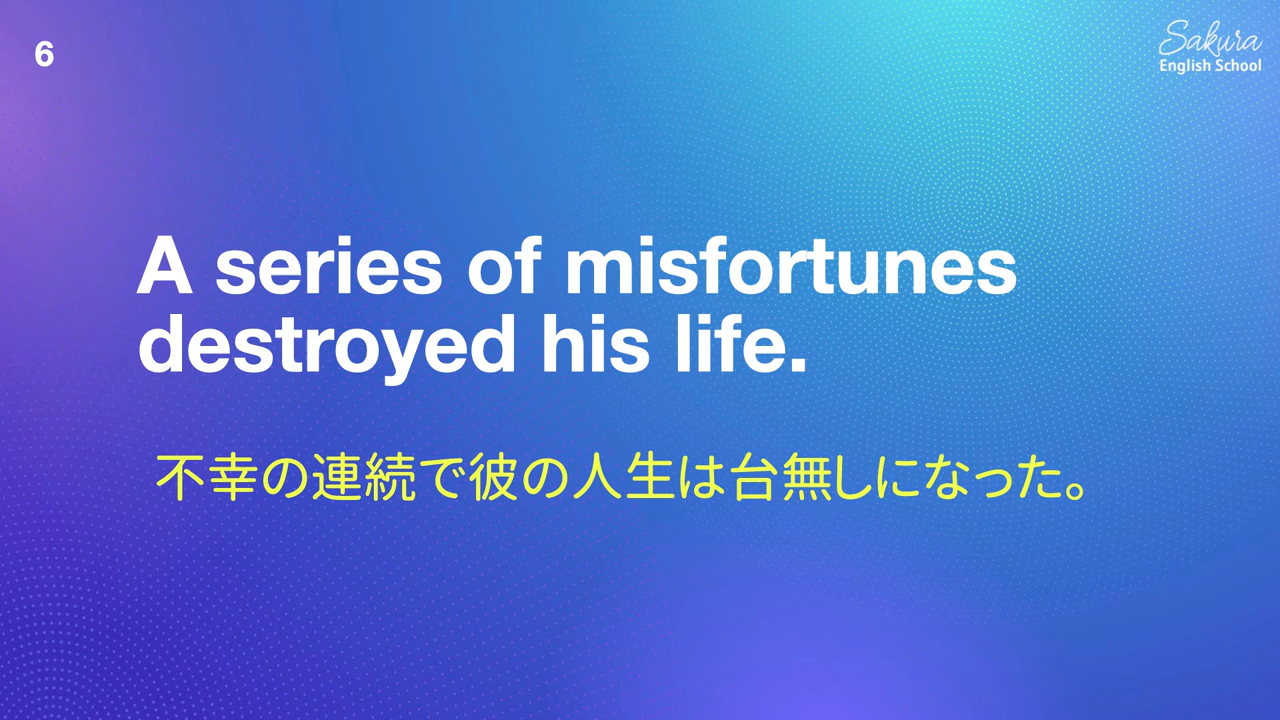 6
Sakura
English School
A series of misfortunes
destroyed his life.
不幸の連続で彼の人生は台無しになった。